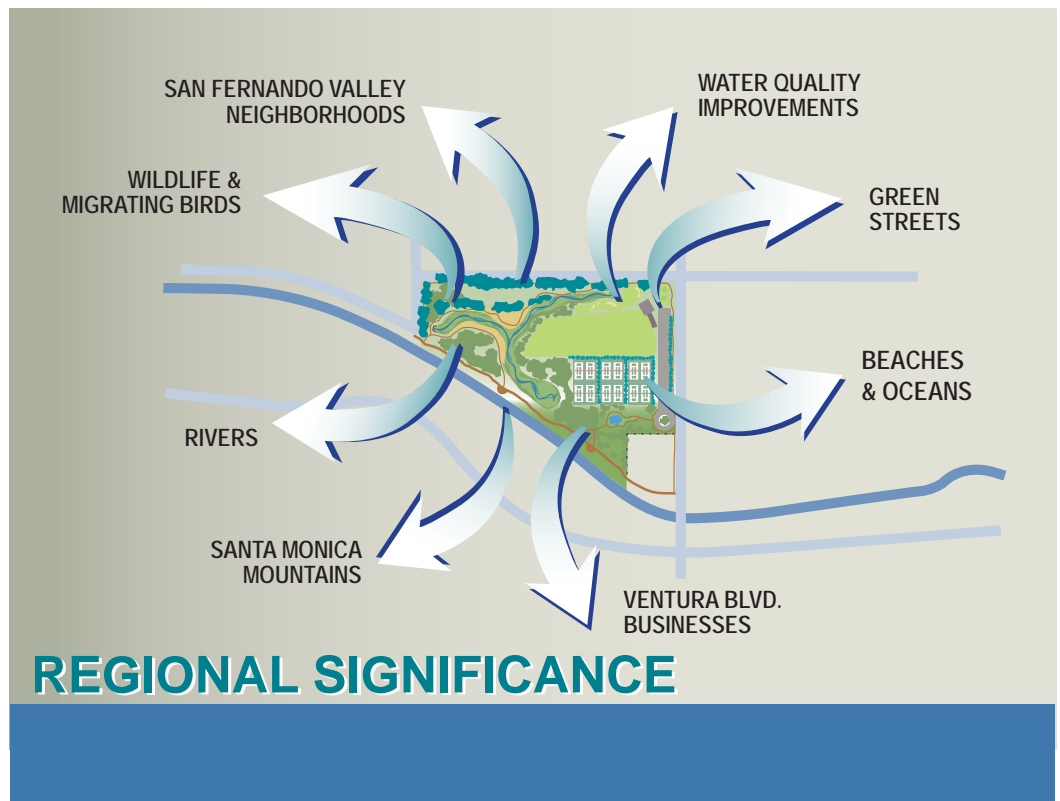 SAN FERNANDO VALLEY
NEIGHBORHOODS
WATER QUALITY
IMPROVEMENTS
WILDLIFE &
MIGRATING BIRDS
GREEN
STREETS
BEACHES
& OCEANS
RIVERS
SANTA MONICA
MOUNTAINS
VENTURA BLVD.
BUSINESSES
REGIONAL SIGNIFICANCE